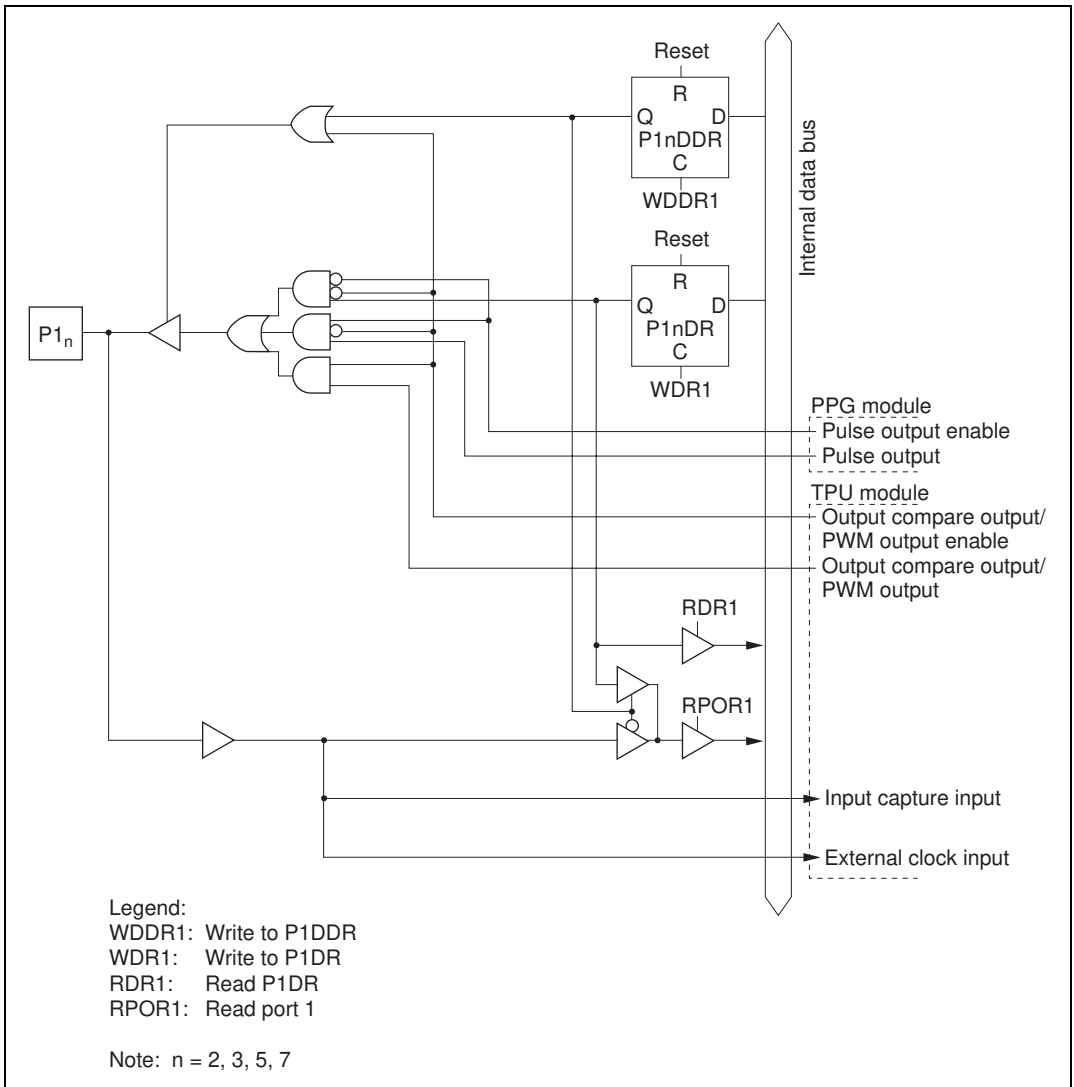 Reset
R
Q D
P1nDDR
C
WDDR1
Internal data bus
Reset
R
Q D
P1nDR
C
WDR1
P1n
PPG module
Pulse output enable
Pulse output
TPU module
Output compare output/
PWM output enable
Output compare output/
PWM output
RDR1
RPOR1
Input capture input
External clock input
Legend:
WDDR1: Write to P1DDR
WDR1: Write to P1DR
RDR1: Read P1DR
RPOR1: Read port 1
Note: n = 2, 3, 5, 7